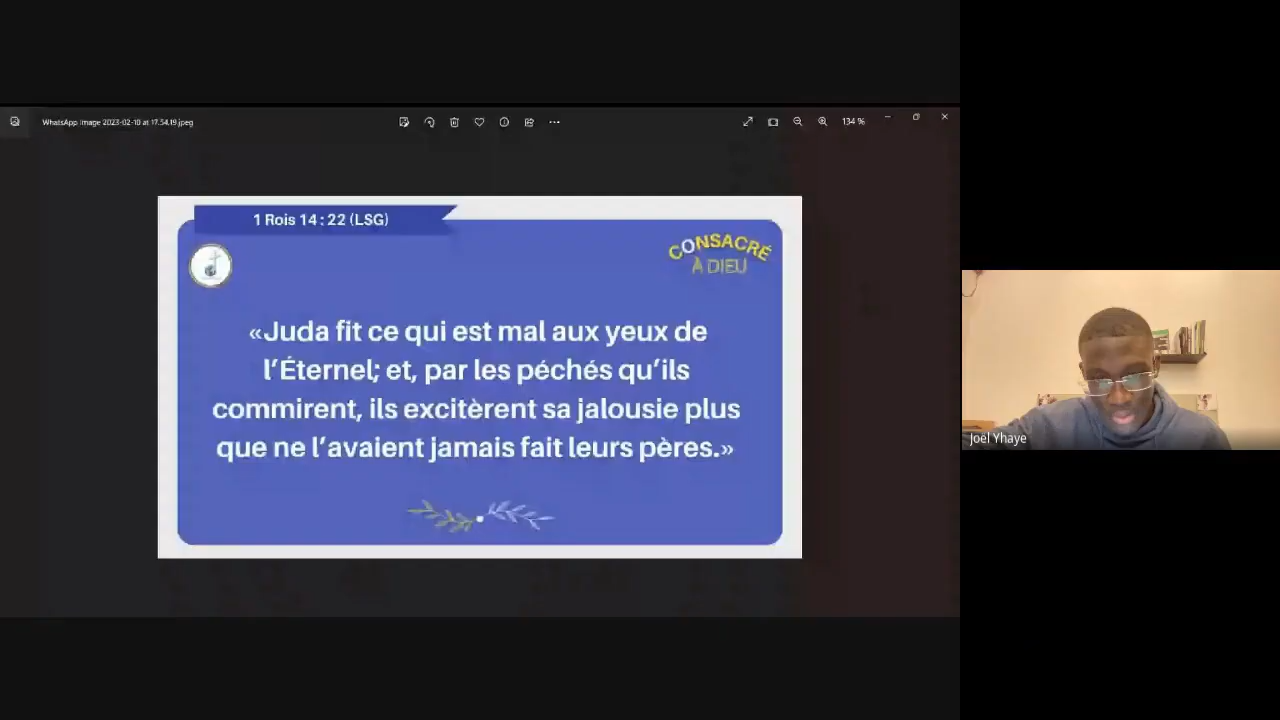 WhatsApp Image 2023-02-10 at 17.54.19.jpeg
134 %
1 Rois 14 : 22 (LSG)
CONSACRÉ
À DIEU
«Juda fit ce qui est mal aux yeux de
l’Éternel; et, par les péchés qu’ils
commirent, ils excitèrent sa jalousie plus
que ne l’avaient jamais fait leurs pères.»
Joël Yhaye